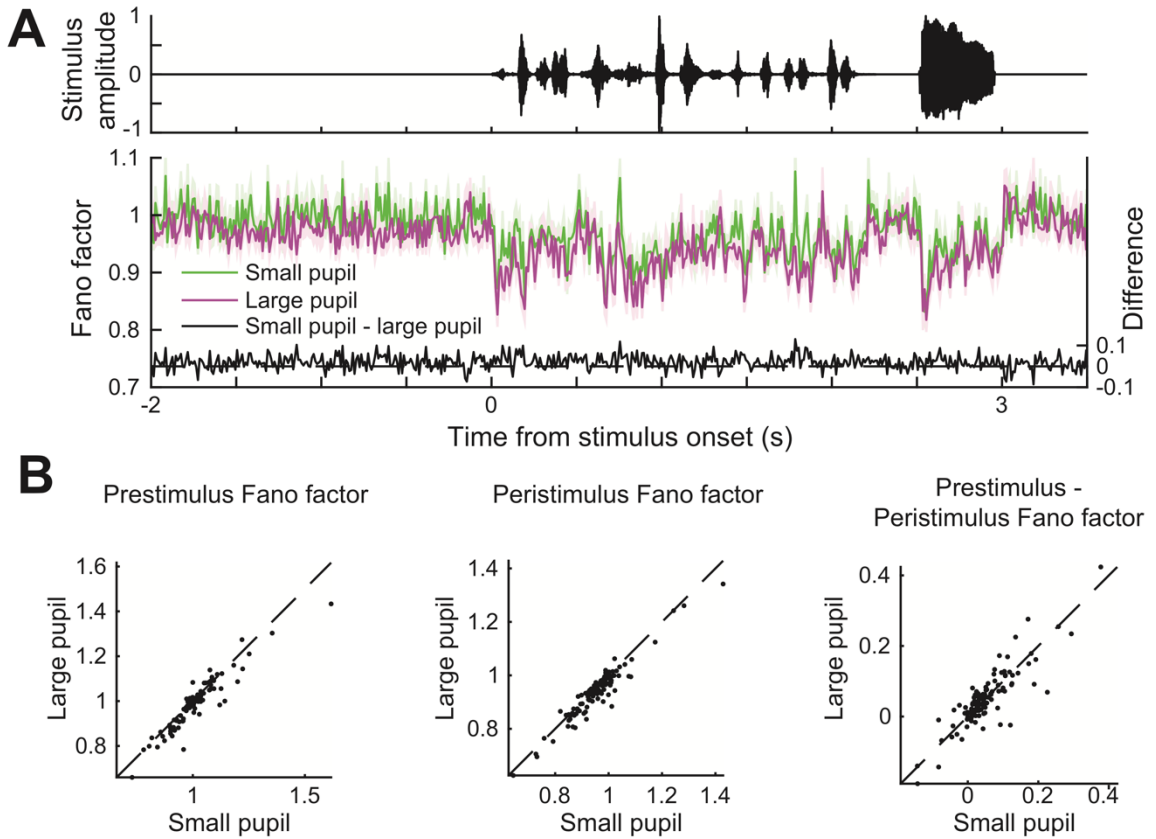 A
Stimulus
amplitude
1
0
-1
Fano factor
1.1
1
0.9
0.8
0.7
Small pupil
Large pupil
Small pupil - large pupil
Difference
0.1
0
-0.1
-2
0
3
Time from stimulus onset (s)
B
Prestimulus Fano factor
Large pupil
1.6
1.4
1.2
1
0.8
1
1.5
Small pupil
Peristimulus Fano factor
Large pupil
1.4
1.2
1
0.8
0.8
1
1.2
1.4
Small pupil
Prestimulus -
Peristimulus Fano factor
Large pupil
0.4
0.2
0
0
0.2
0.4
Small pupil